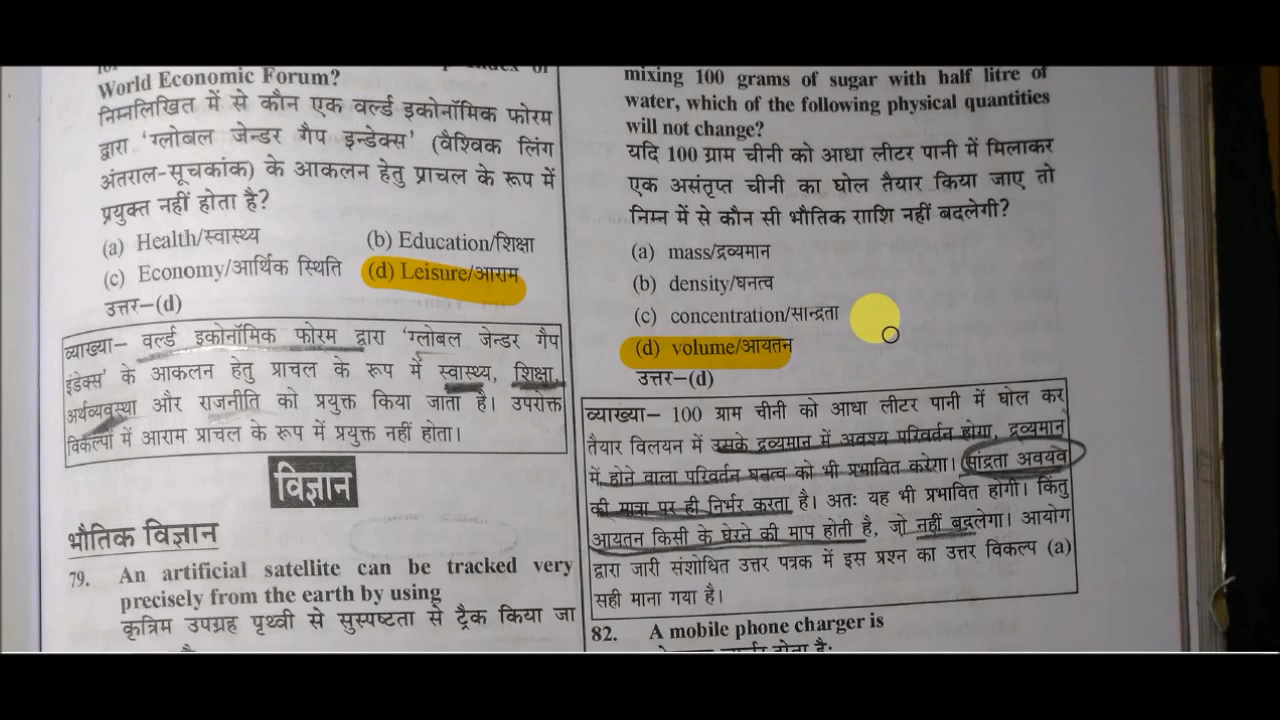 Index of
World Economic Forum?
निम्नलिखित में से कौन एक वर्ल्ड इकोनॉमिक फोरम
द्वारा ‘ग्लोबल जेन्डर गैप इन्डेक्स’ (वैश्विक लिंग
अंतराल-सूचकांक) के आकलन हेतु प्राचल के रूप में
प्रयुक्त नहीं होता है?
(a) Health/स्वास्थ्य (b) Education/शिक्षा
(c) Economy/आर्थिक स्थिति (d) Leisure/आराम
उत्तर–(d)
व्याख्या– वर्ल्ड इकोनॉमिक फोरम द्वारा ‘ग्लोबल जेन्डर गैप
इंडेक्स’ के आकलन हेतु प्राचल के रूप में स्वास्थ्य, शिक्षा,
अर्थव्यवस्था और राजनीति को प्रयुक्त किया जाता है। उपरोक्त
विकल्पों में आराम प्राचल के रूप में प्रयुक्त नहीं होता।
विज्ञान
भौतिक विज्ञान
79. An artificial satellite can be tracked very
precisely from the earth by using
कृत्रिम उपग्रह पृथ्वी से सुस्पष्टता से ट्रैक किया जा
mixing 100 grams of sugar with half litre of
water, which of the following physical quantities
will not change?
यदि 100 ग्राम चीनी को आधा लीटर पानी में मिलाकर
एक असंतृप्त चीनी का घोल तैयार किया जाए तो
निम्न में से कौन सी भौतिक राशि नहीं बदलेगी?
(a) mass/द्रव्यमान
(b) density/घनत्व
(c) concentration/सान्द्रता
(d) volume/आयतन
उत्तर–(d)
व्याख्या– 100 ग्राम चीनी को आधा लीटर पानी में घोल कर
तैयार विलयन में उसके द्रव्यमान में अवश्य परिवर्तन होगा, द्रव्यमान
में होने वाला परिवर्तन घनत्व को भी प्रभावित करेगा। सांद्रता अवयव
की मात्रा पर ही निर्भर करता है। अतः यह भी प्रभावित होगी। किंतु
आयतन किसी के घेरने की माप होती है, जो नहीं बदलेगा। आयोग
द्वारा जारी संशोधित उत्तर पत्रक में इस प्रश्न का उत्तर विकल्प (a)
सही माना गया है।
82. A mobile phone charger is